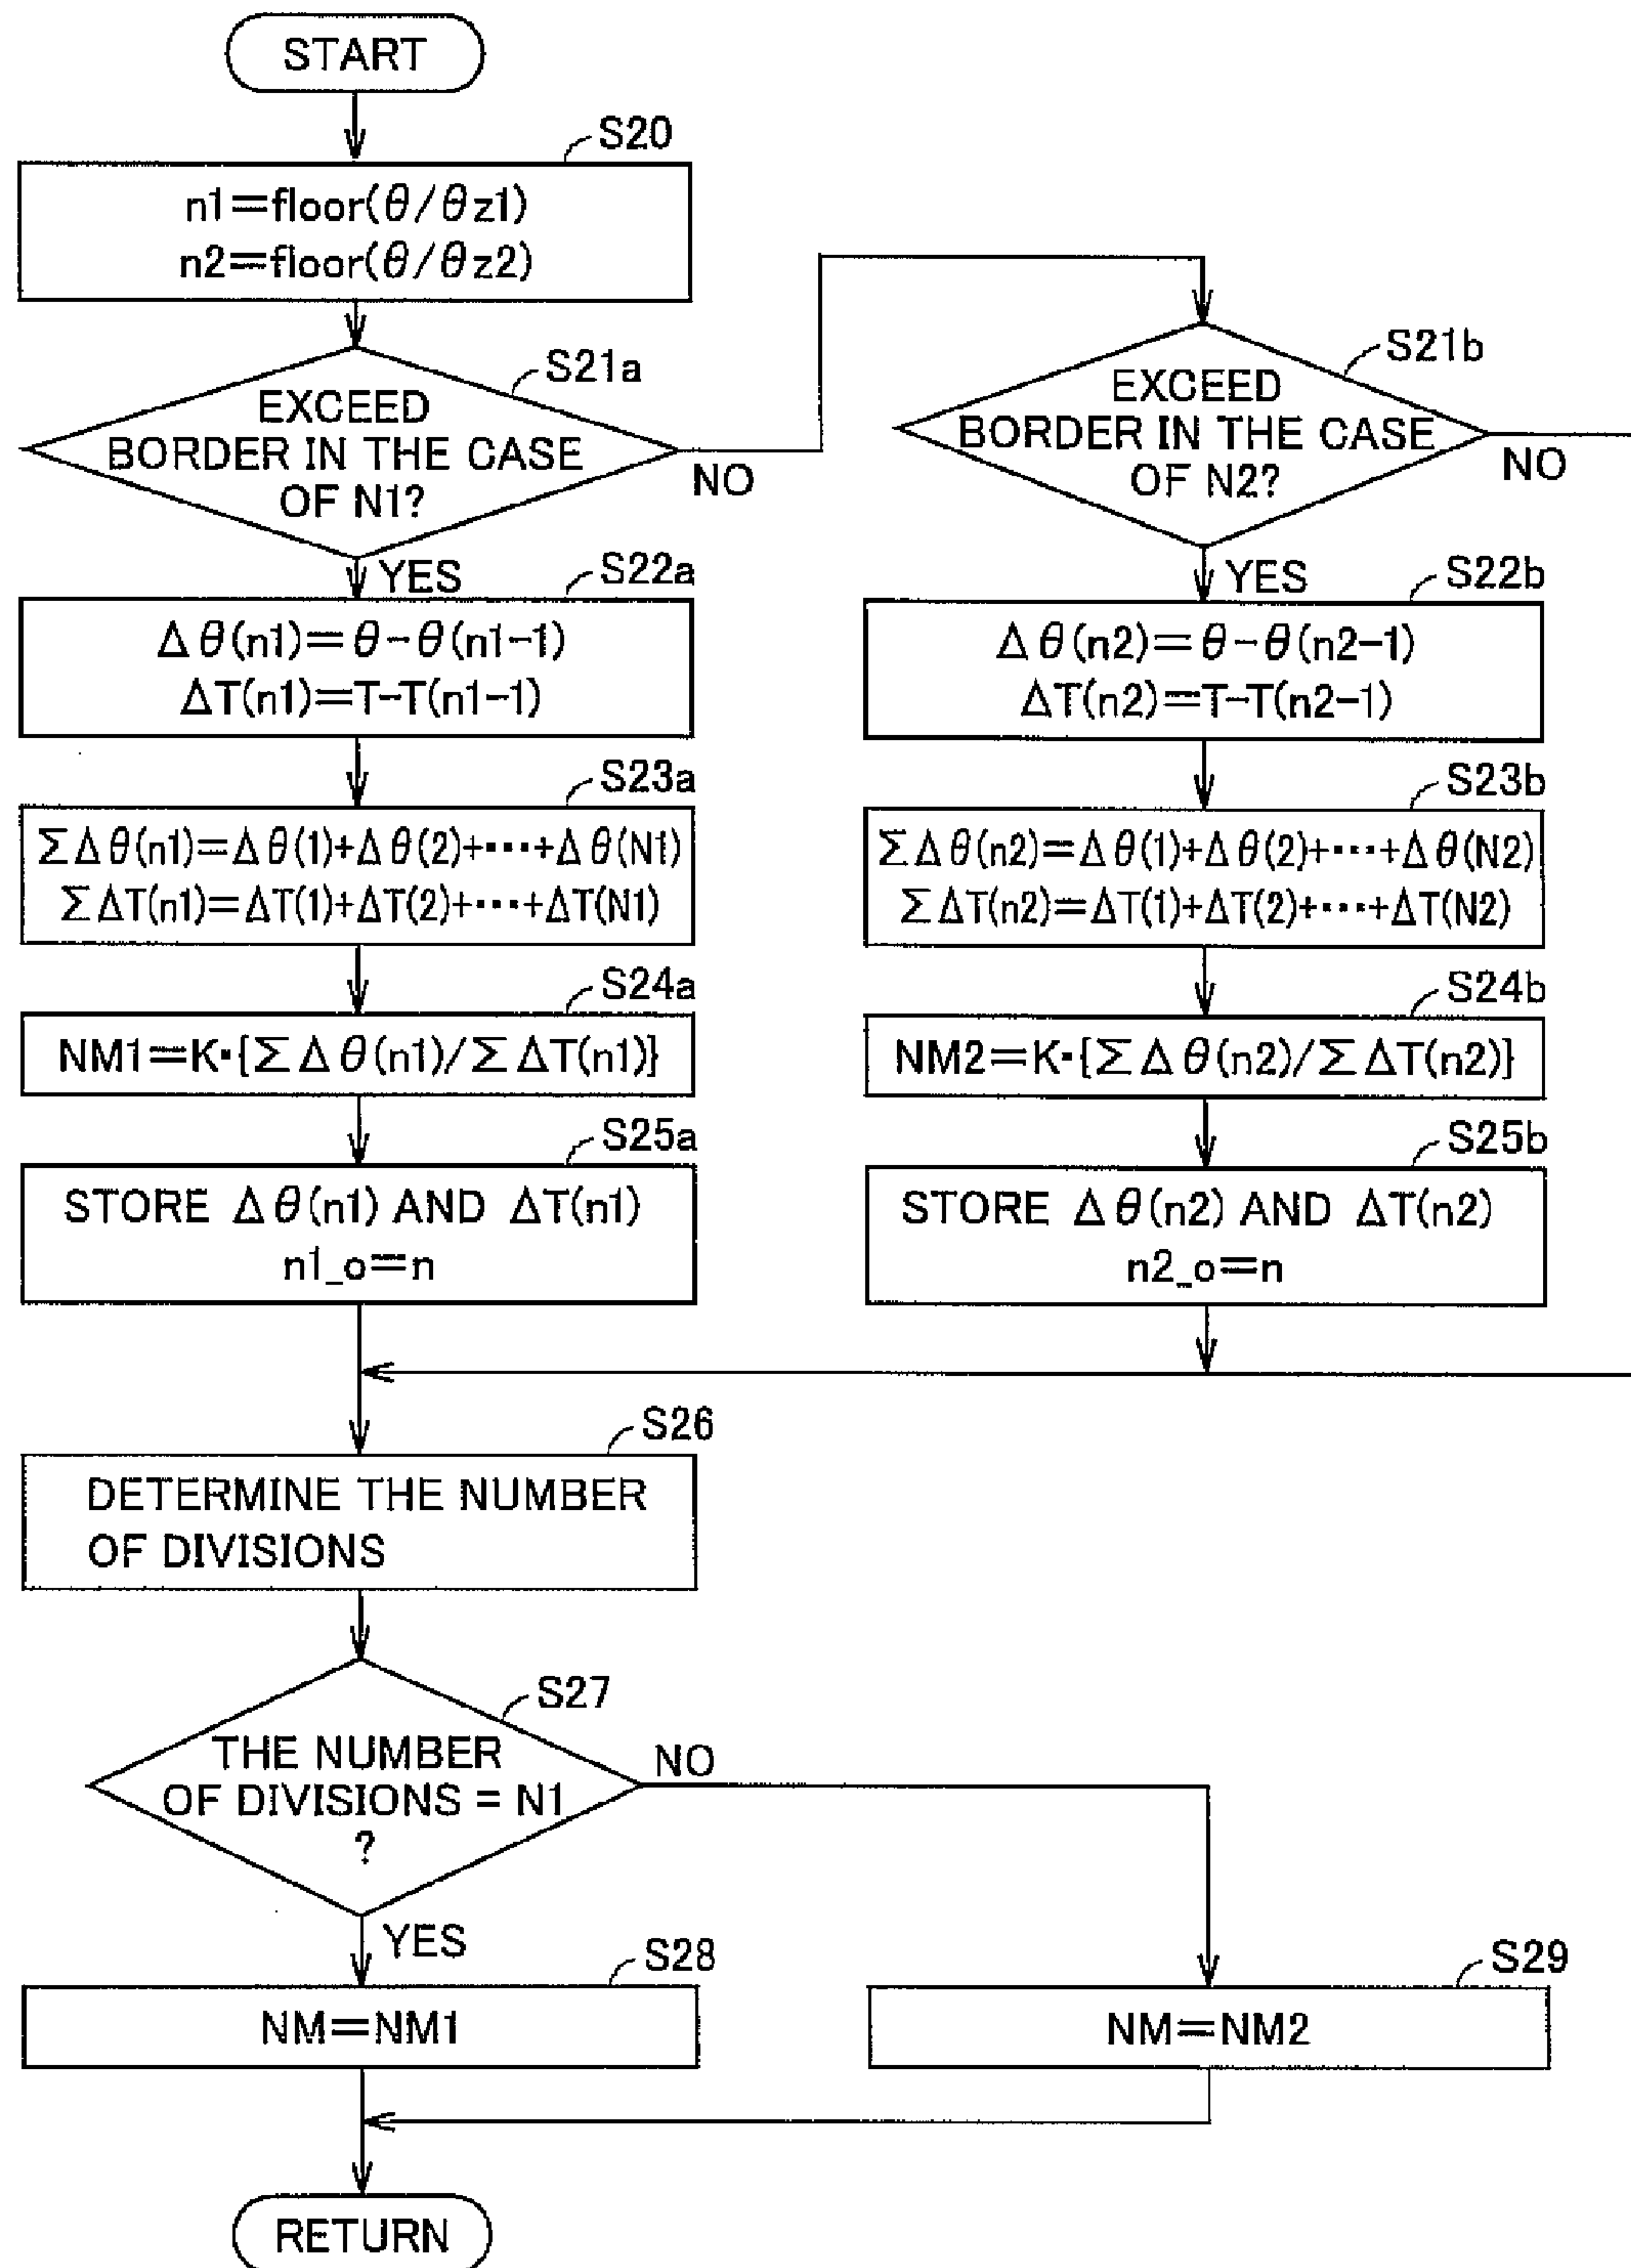 START
S20
n1=floor(θ/θz1)
n2=floor(θ/θz2)
S21a
EXCEED
BORDER IN THE CASE
OF N1?
NO
YES
S21b
EXCEED
BORDER IN THE CASE
OF N2?
NO
YES
S22a
Δθ(n1)=θ-θ(n1-1)
ΔT(n1)=T-T(n1-1)
S22b
Δθ(n2)=θ-θ(n2-1)
ΔT(n2)=T-T(n2-1)
S23a
ΣΔθ(n1)=Δθ(1)+Δθ(2)+⋯+Δθ(N1)
ΣΔT(n1)=ΔT(1)+ΔT(2)+⋯+ΔT(N1)
S23b
ΣΔθ(n2)=Δθ(1)+Δθ(2)+⋯+Δθ(N2)
ΣΔT(n2)=ΔT(1)+ΔT(2)+⋯+ΔT(N2)
S24a
NM1=K·{ΣΔθ(n1)/ΣΔT(n1)}
S24b
NM2=K·{ΣΔθ(n2)/ΣΔT(n2)}
S25a
STORE Δθ(n1) AND ΔT(n1)
n1_o=n
S25b
STORE Δθ(n2) AND ΔT(n2)
n2_o=n
S26
DETERMINE THE NUMBER
OF DIVISIONS
S27
THE NUMBER
OF DIVISIONS = N1
?
NO
YES
S28
NM=NM1
S29
NM=NM2
RETURN